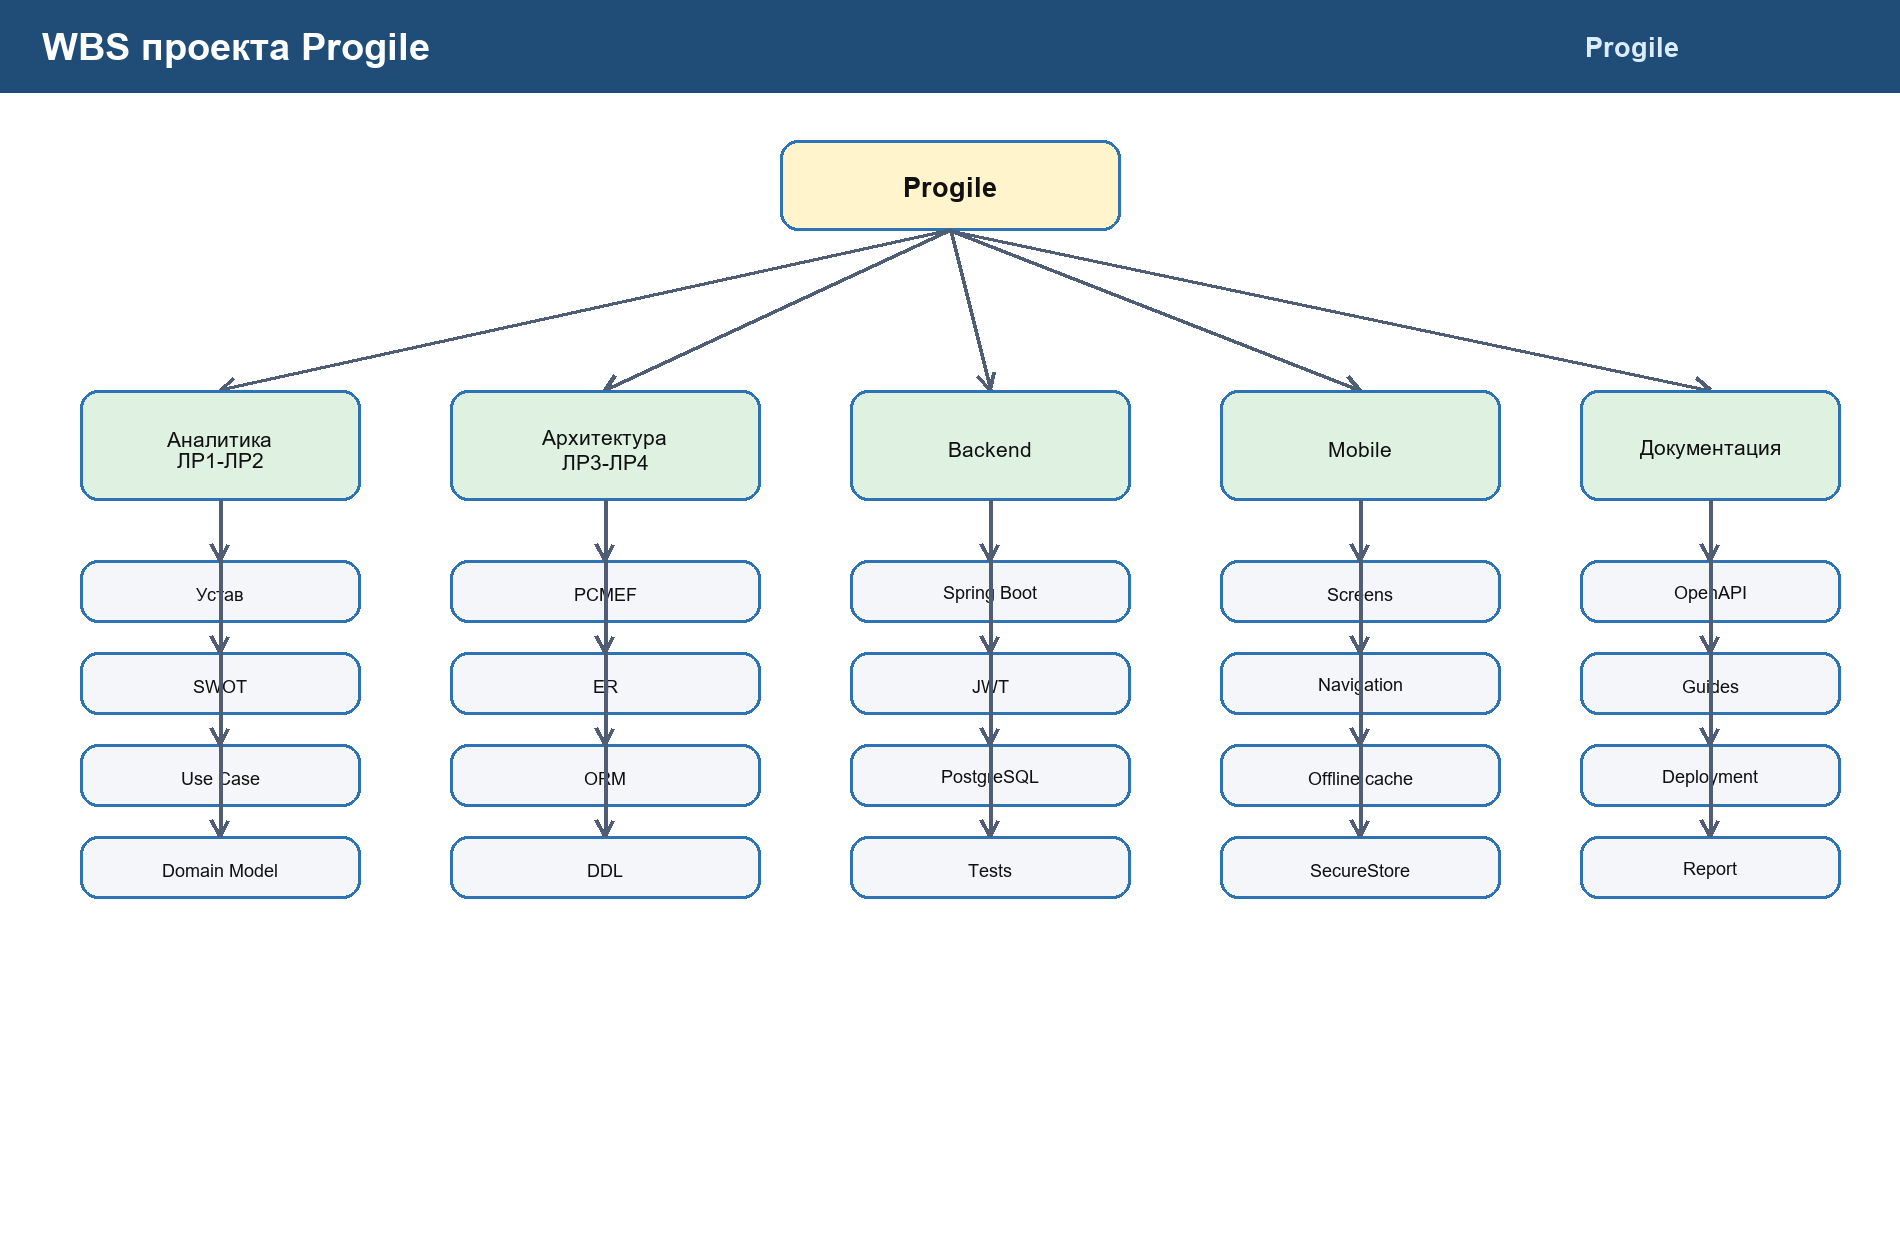 WBS проекта Progile
Progile
Progile
Аналитика
ЛР1-ЛР2
Архитектура
ЛР3-ЛР4
Backend
Mobile
Документация
Устав
PCMEF
Spring Boot
Screens
OpenAPI
SWOT
ER
JWT
Navigation
Guides
Use Case
ORM
PostgreSQL
Offline cache
Deployment
Domain Model
DDL
Tests
SecureStore
Report